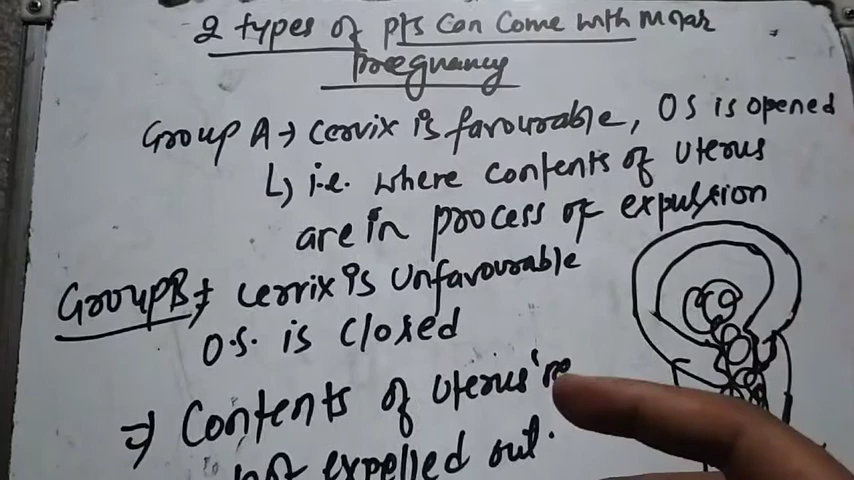 2 types of pts Can Come with Molar
Pregnancy
Group A → cervix is favourable, OS is opened
↳ i.e. where contents of Uterus
are in process of expulsion
Group B → cervix is Unfavourable
O.S. is Closed
⇒ Contents of Uterus
not expelled out.